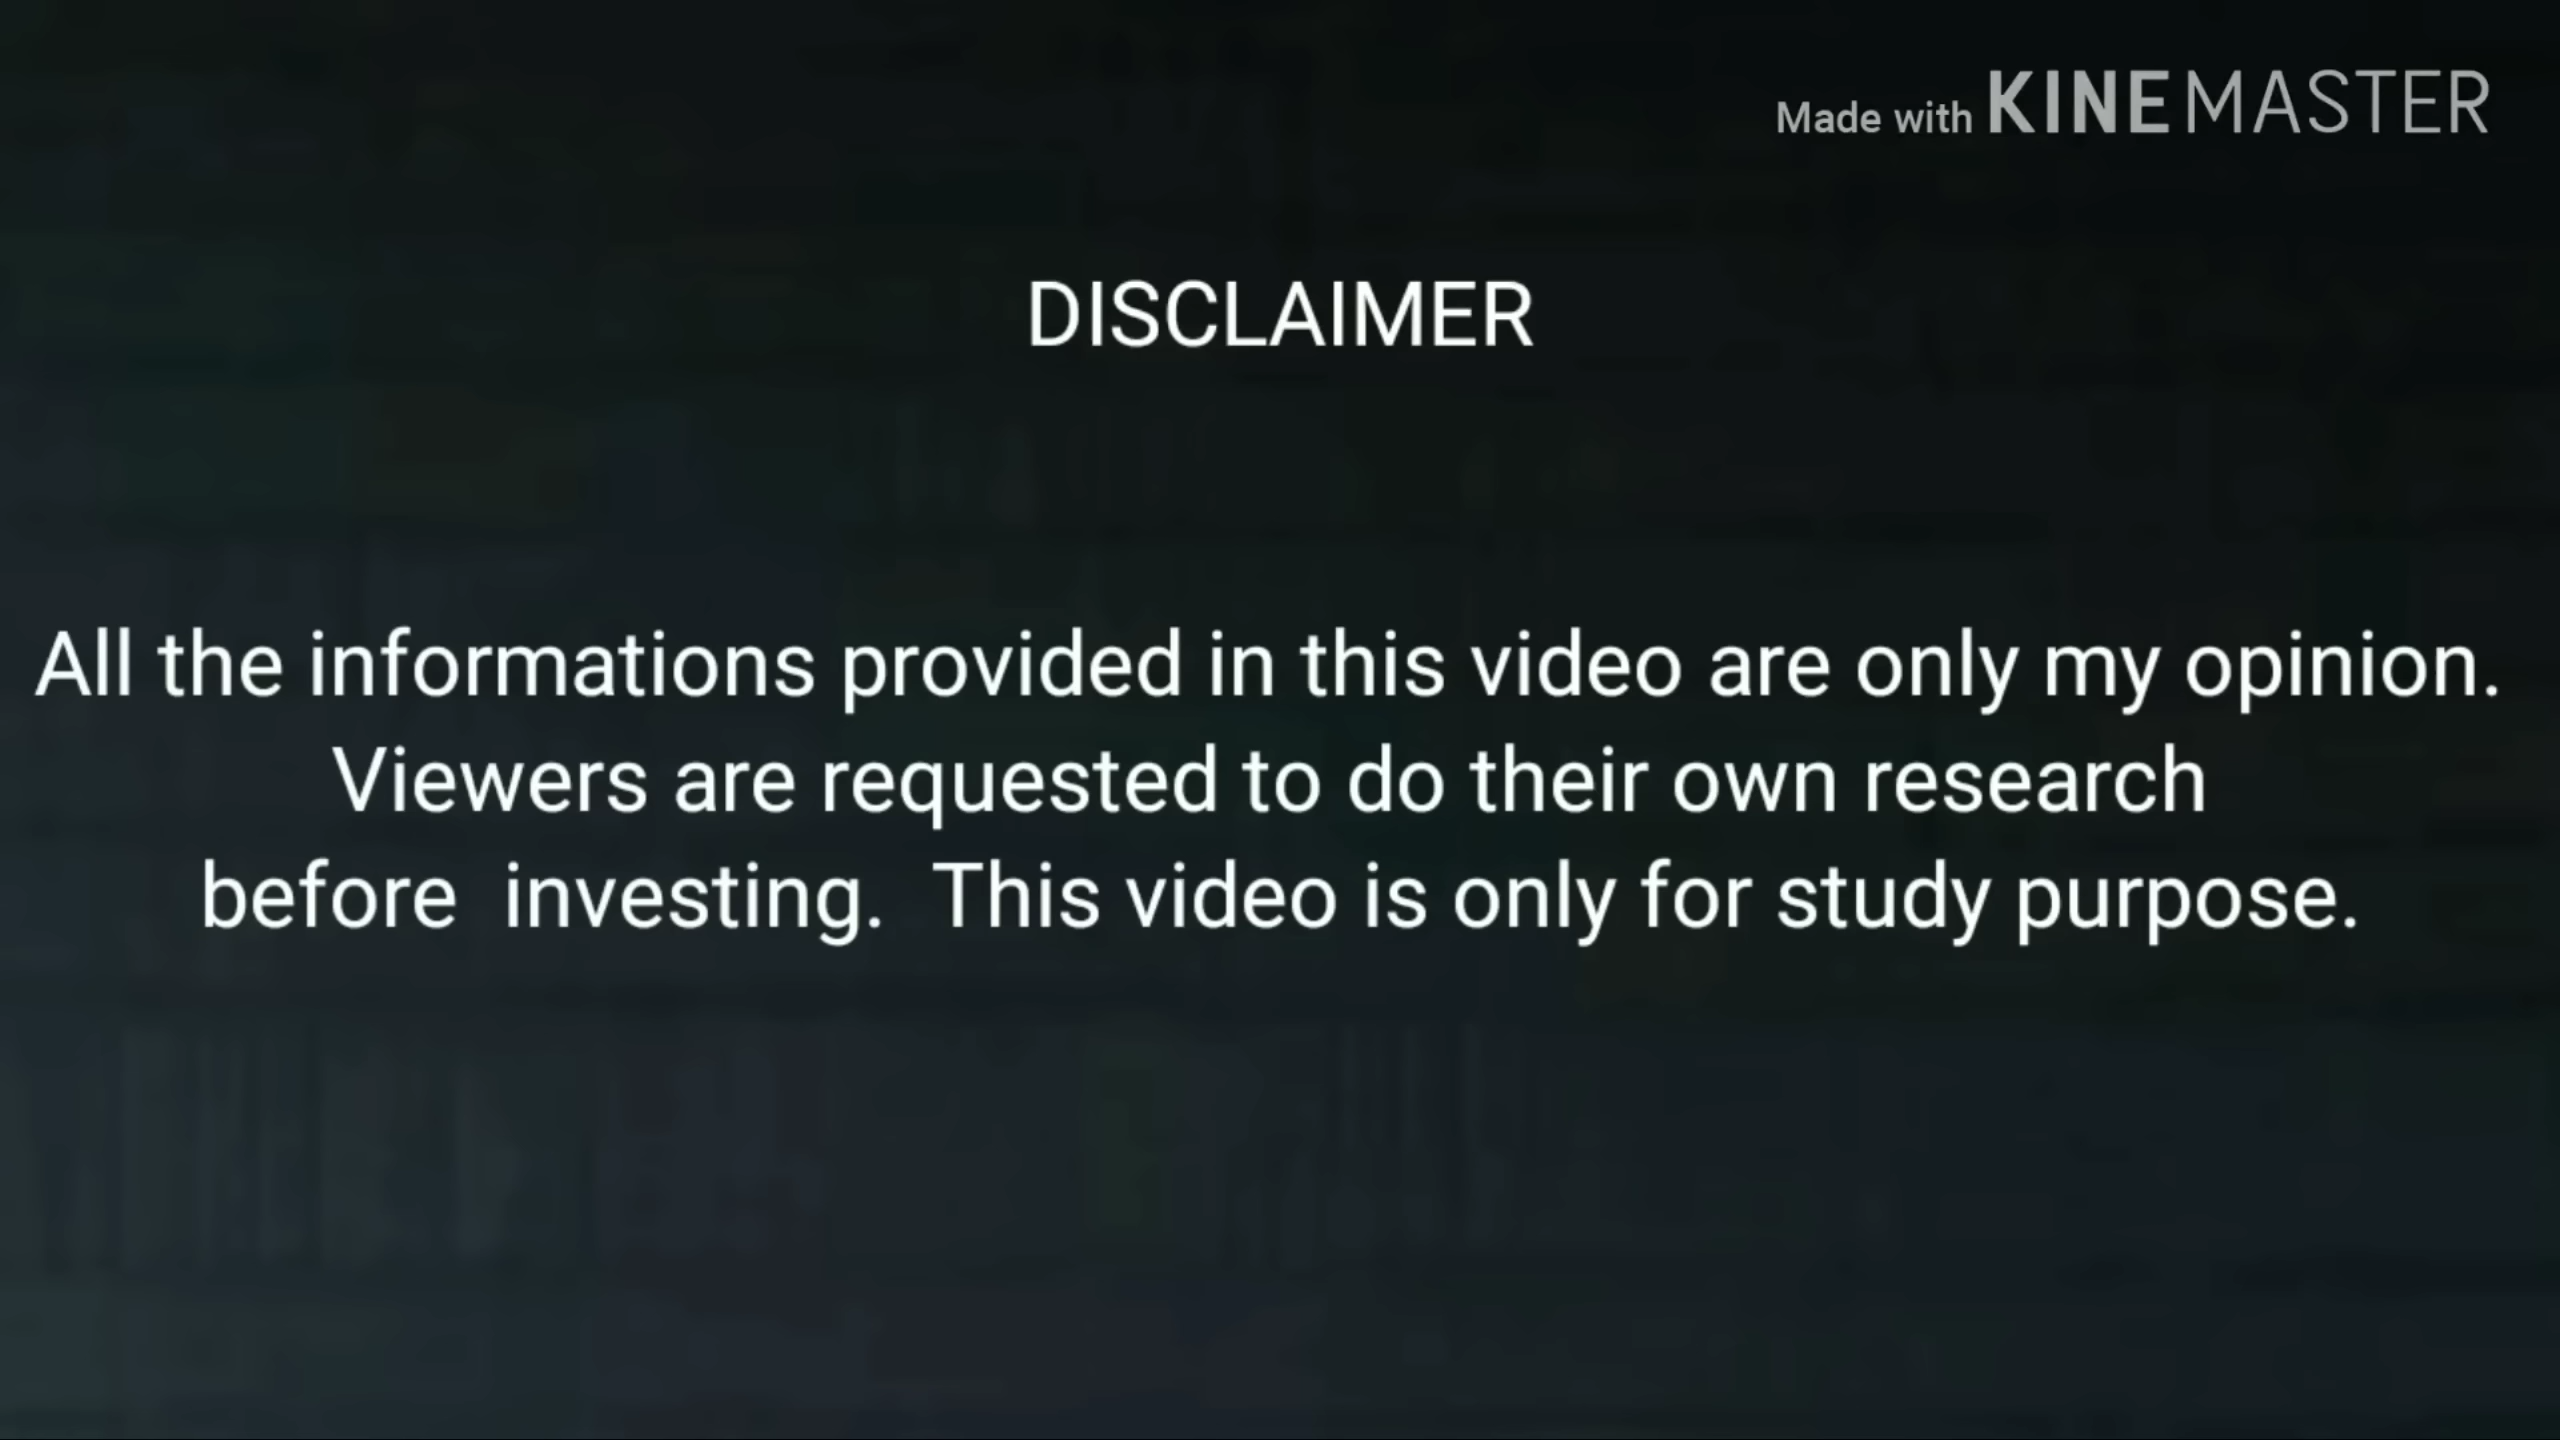 Made with KINEMASTER
DISCLAIMER
All the informations provided in this video are only my opinion.
Viewers are requested to do their own research
before  investing.  This video is only for study purpose.